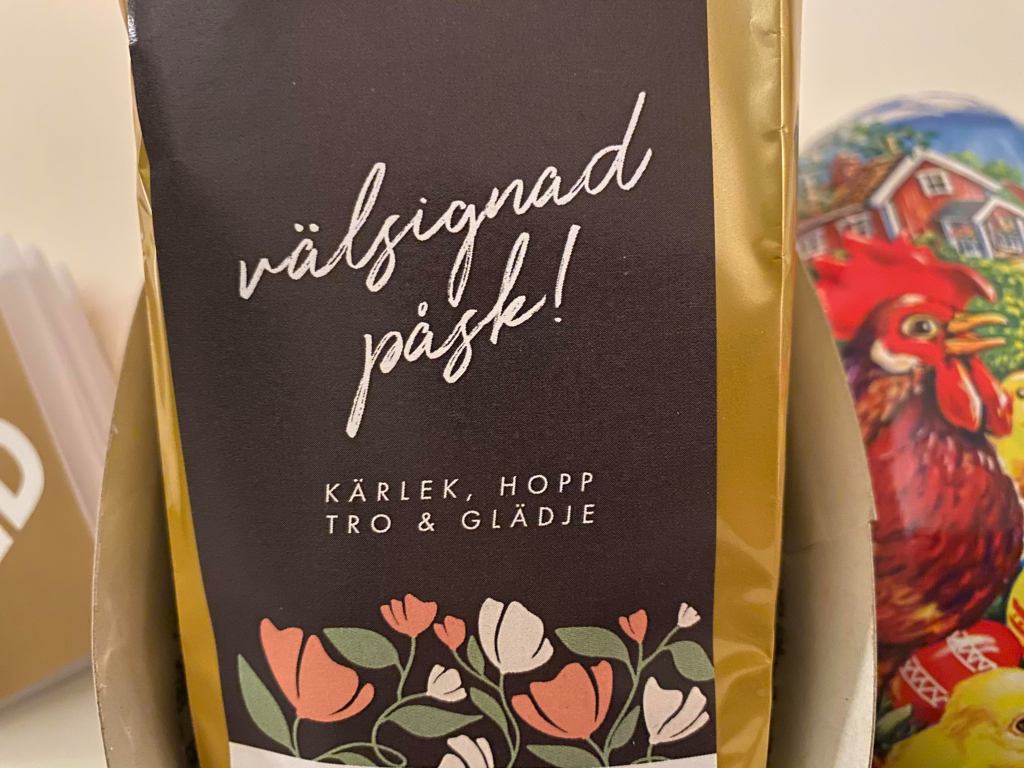 välsignad
påsk!
KÄRLEK, HOPP
TRO & GLÄDJE